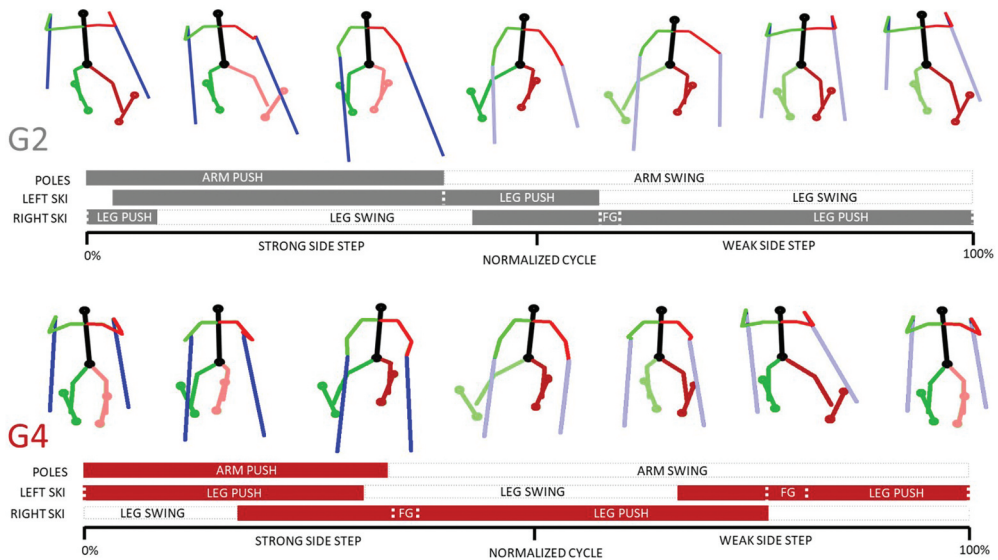 G2
POLES ARM PUSH ARM SWING
LEFT SKI LEG PUSH LEG SWING
RIGHT SKI LEG PUSH LEG SWING FG LEG PUSH
0% STRONG SIDE STEP WEAK SIDE STEP 100%
NORMALIZED CYCLE
G4
POLES ARM PUSH ARM SWING
LEFT SKI LEG PUSH LEG SWING FG LEG PUSH
RIGHT SKI LEG SWING FG LEG PUSH
0% STRONG SIDE STEP WEAK SIDE STEP 100%
NORMALIZED CYCLE